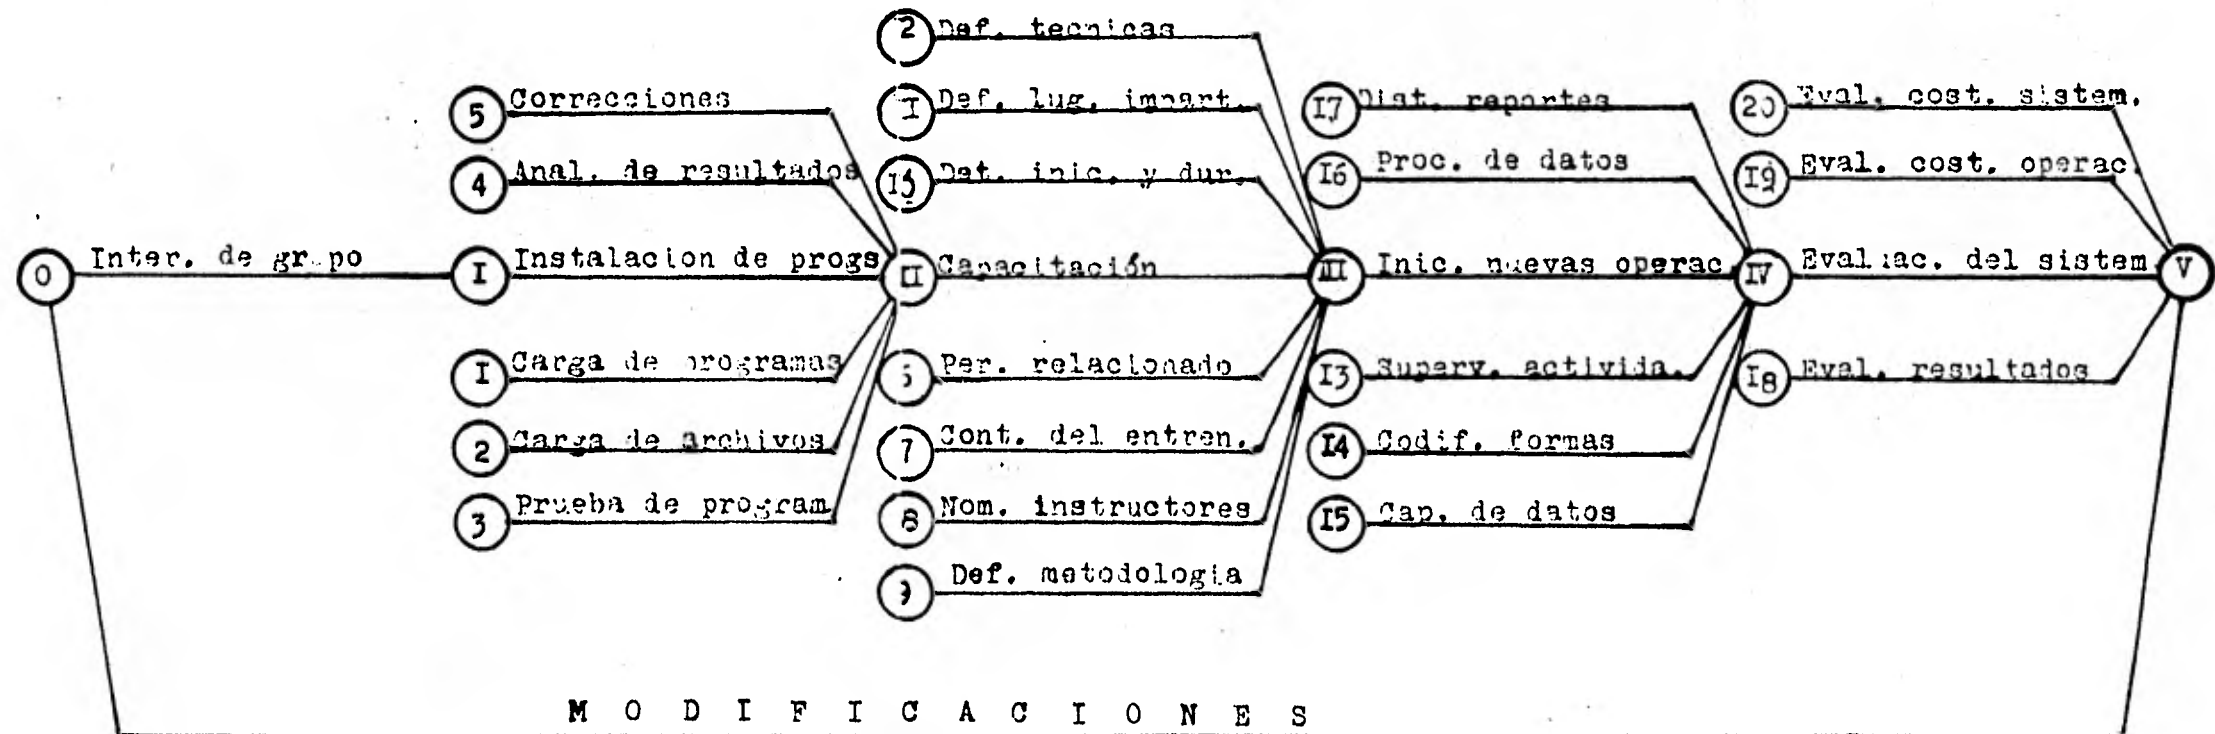 2 Def. tecnicas
5 Correcciones
I Def. lug. impart.
I7 Dist. reportes
20 Eval. cost. sistem.
4 Anal. de resultados
Det. inic. y dur.
I6 Proc. de datos
I9 Eval. cost. operac.
0 Inter. de grupo
I Instalacion de progs
II Capacitación
III Inic. nuevas operac.
IV Evaluac. del sistem
V
I Carga de programas
Per. relacionado
I3 Superv. activida.
I8 Eval. resultados
2 Carga de archivos
7 Cont. del entren.
I4 Codif. formas
3 Prueba de program
8 Nom. instructores
I5 Cap. de datos
Def. metodologia
M O D I F I C A C I O N E S